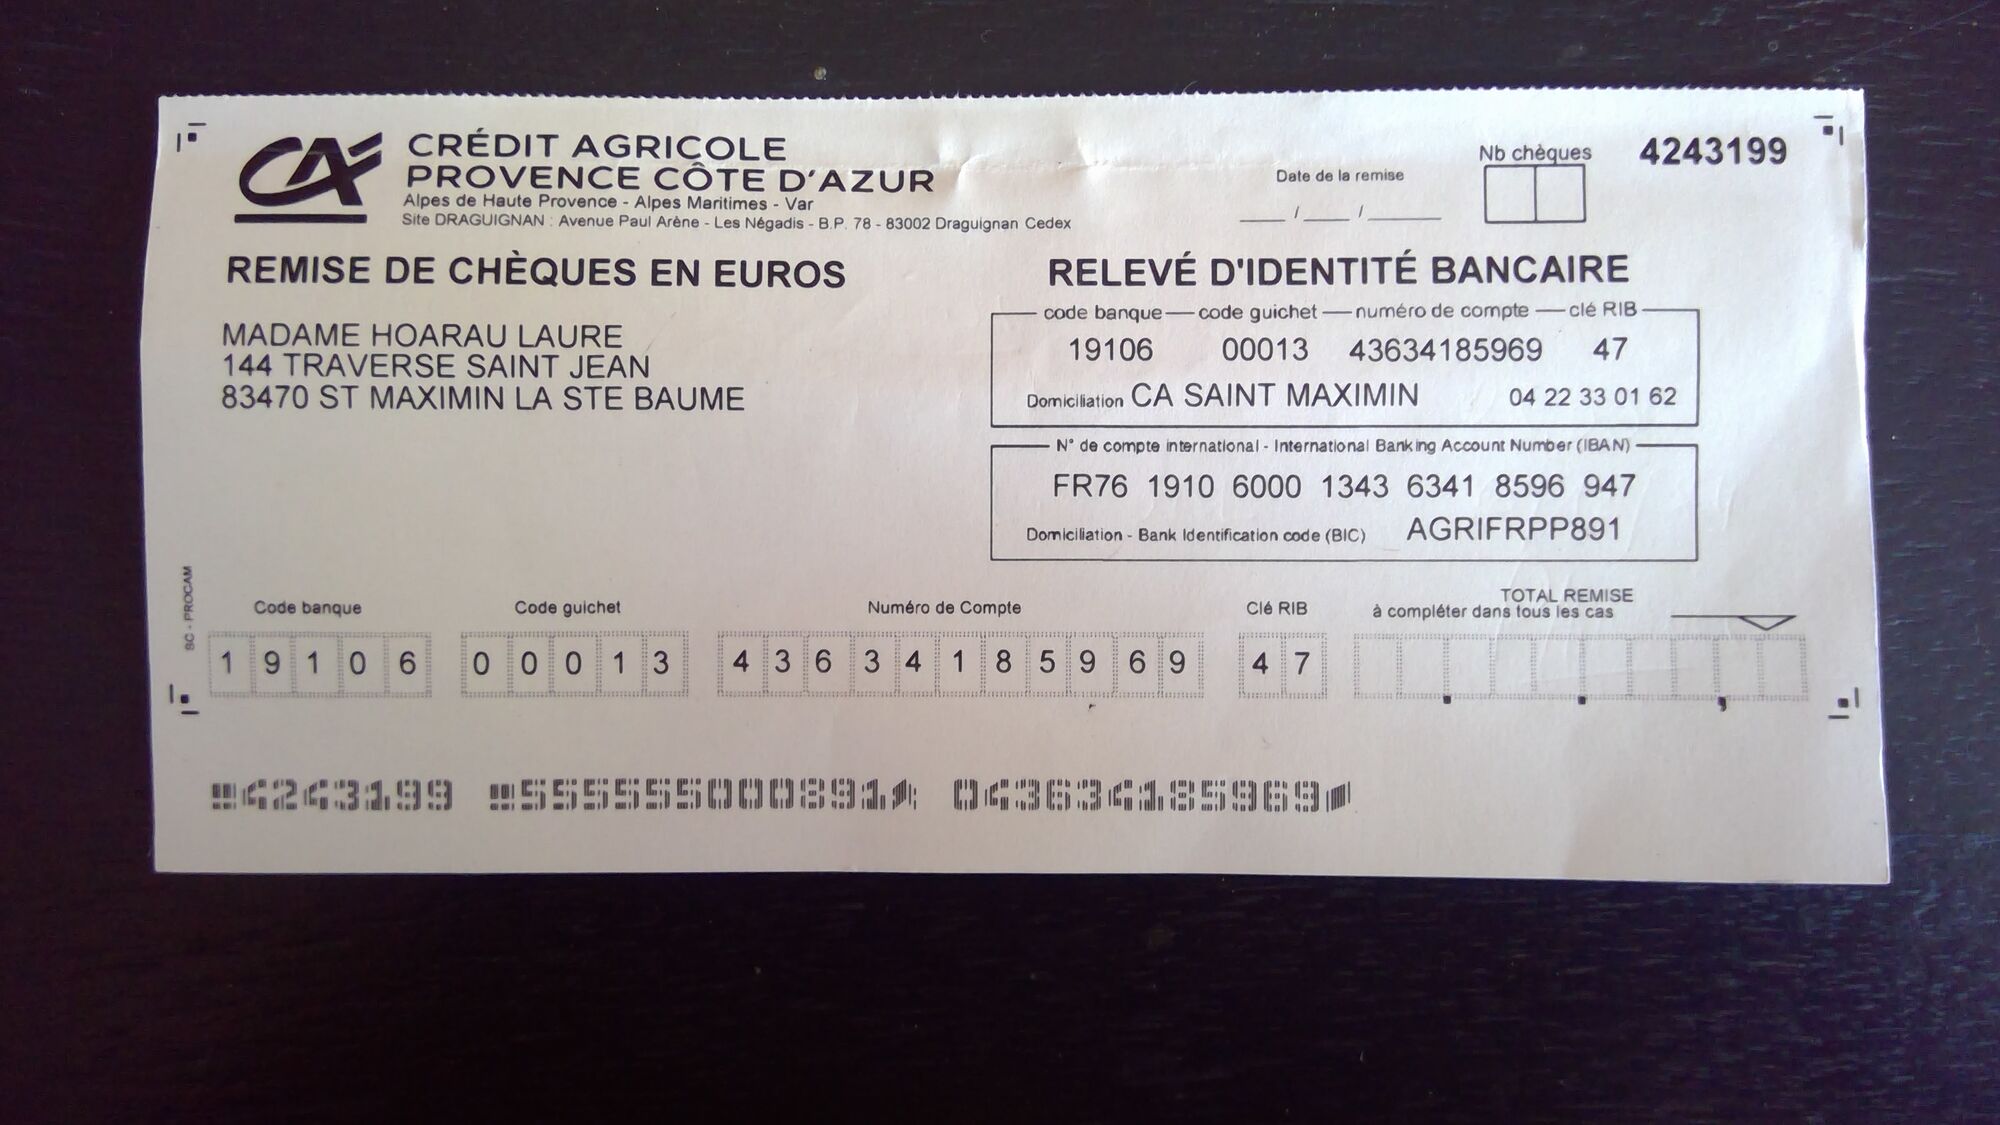 CA
CRÉDIT AGRICOLE
PROVENCE CÔTE D'AZUR
Alpes de Haute Provence - Alpes Maritimes - Var
Site DRAGUIGNAN : Avenue Paul Arène - Les Négadis - B.P. 78 - 83002 Draguignan Cedex
Date de la remise
__ / __ / __
Nb chèques
4243199
REMISE DE CHÈQUES EN EUROS
MADAME HOARAU LAURE
144 TRAVERSE SAINT JEAN
83470 ST MAXIMIN LA STE BAUME
RELEVÉ D'IDENTITÉ BANCAIRE
code banque code guichet numéro de compte clé RIB
19106 00013 43634185969 47
Domiciliation CA SAINT MAXIMIN 04 22 33 01 62
N° de compte international - International Banking Account Number (IBAN)
FR76 1910 6000 1343 6341 8596 947
Domiciliation - Bank Identification code (BIC) AGRIFRPP891
SC - PROCAM
Code banque Code guichet Numéro de Compte Clé RIB
TOTAL REMISE
à compléter dans tous les cas
1 9 1 0 6 0 0 0 1 3 4 3 6 3 4 1 8 5 9 6 9 4 7
4243199 555555000891 043634185969